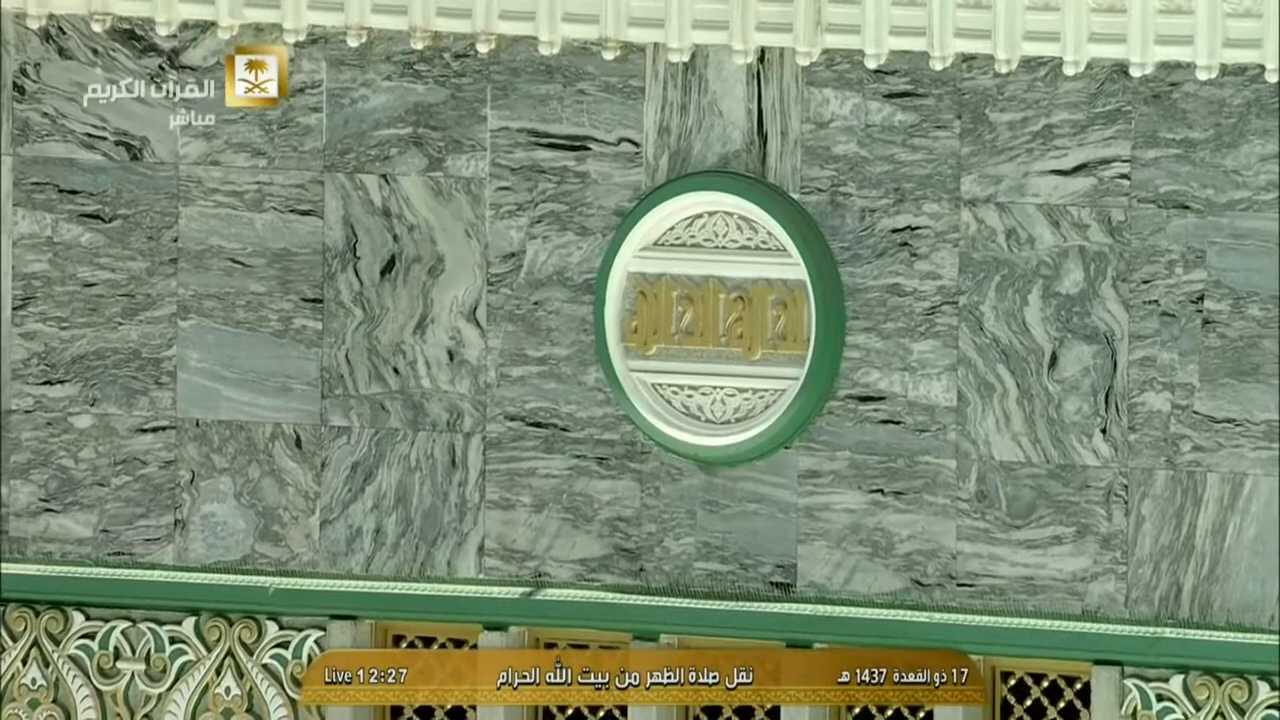 القرآن الكريم
مباشر
17 ذو القعدة 1437 هـ
نقل صلاة الظهر من بيت الله الحرام
Live 12:27